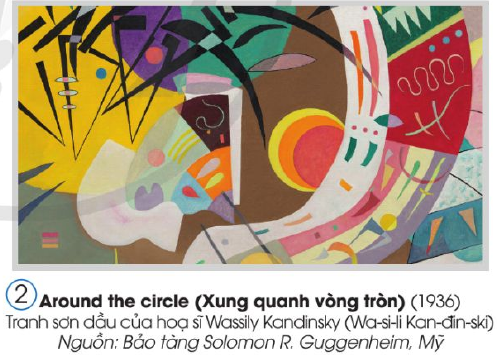 2 Around the circle (Xung quanh vòng tròn) (1936)
Tranh sơn dầu của hoạ sĩ Wassily Kandinsky (Wa-si-li Kan-đin-ski)
Nguồn: Bảo tàng Solomon R. Guggenheim, Mỹ